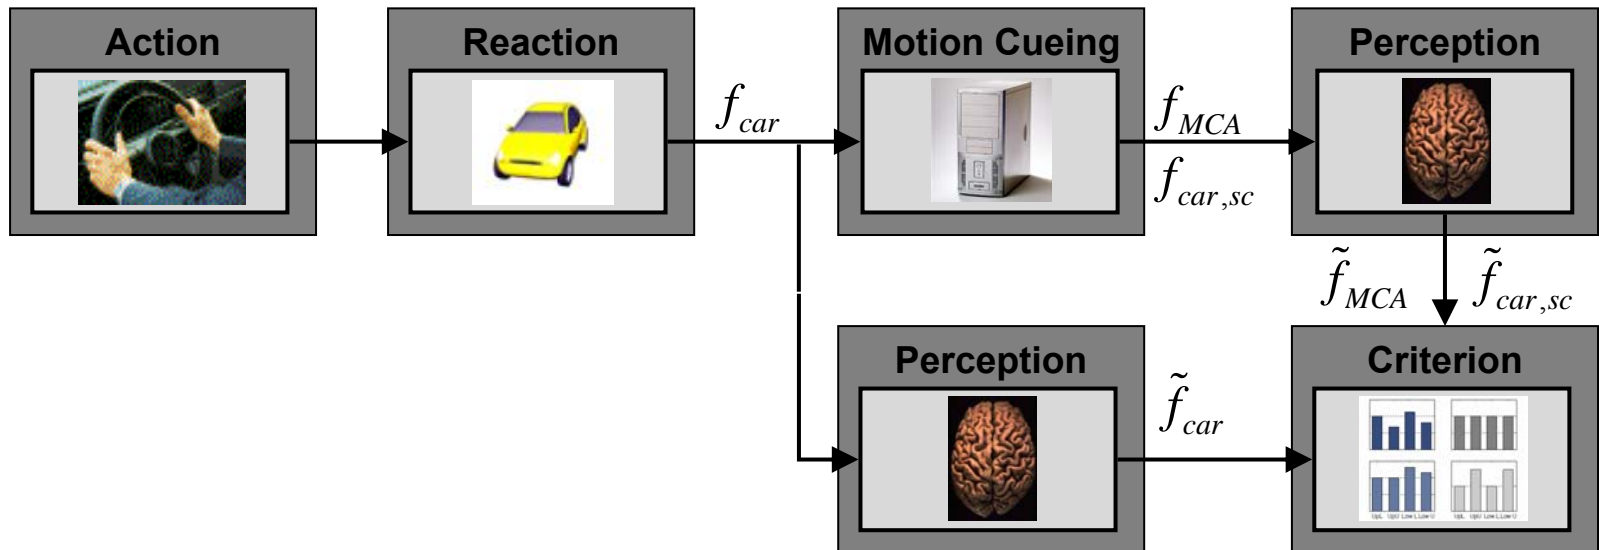 Action
Reaction
Motion Cueing
Perception
f_car
f_MCA
f_car,sc
f̃_MCA
f̃_car,sc
Perception
Criterion
f̃_car